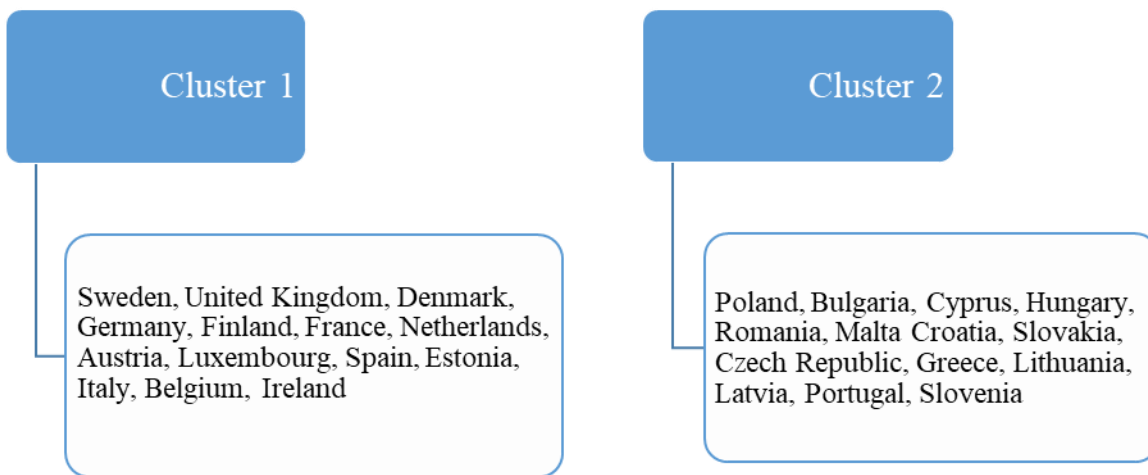 Cluster 1
Sweden, United Kingdom, Denmark,
Germany, Finland, France, Netherlands,
Austria, Luxembourg, Spain, Estonia,
Italy, Belgium, Ireland
Cluster 2
Poland, Bulgaria, Cyprus, Hungary,
Romania, Malta Croatia, Slovakia,
Czech Republic, Greece, Lithuania,
Latvia, Portugal, Slovenia